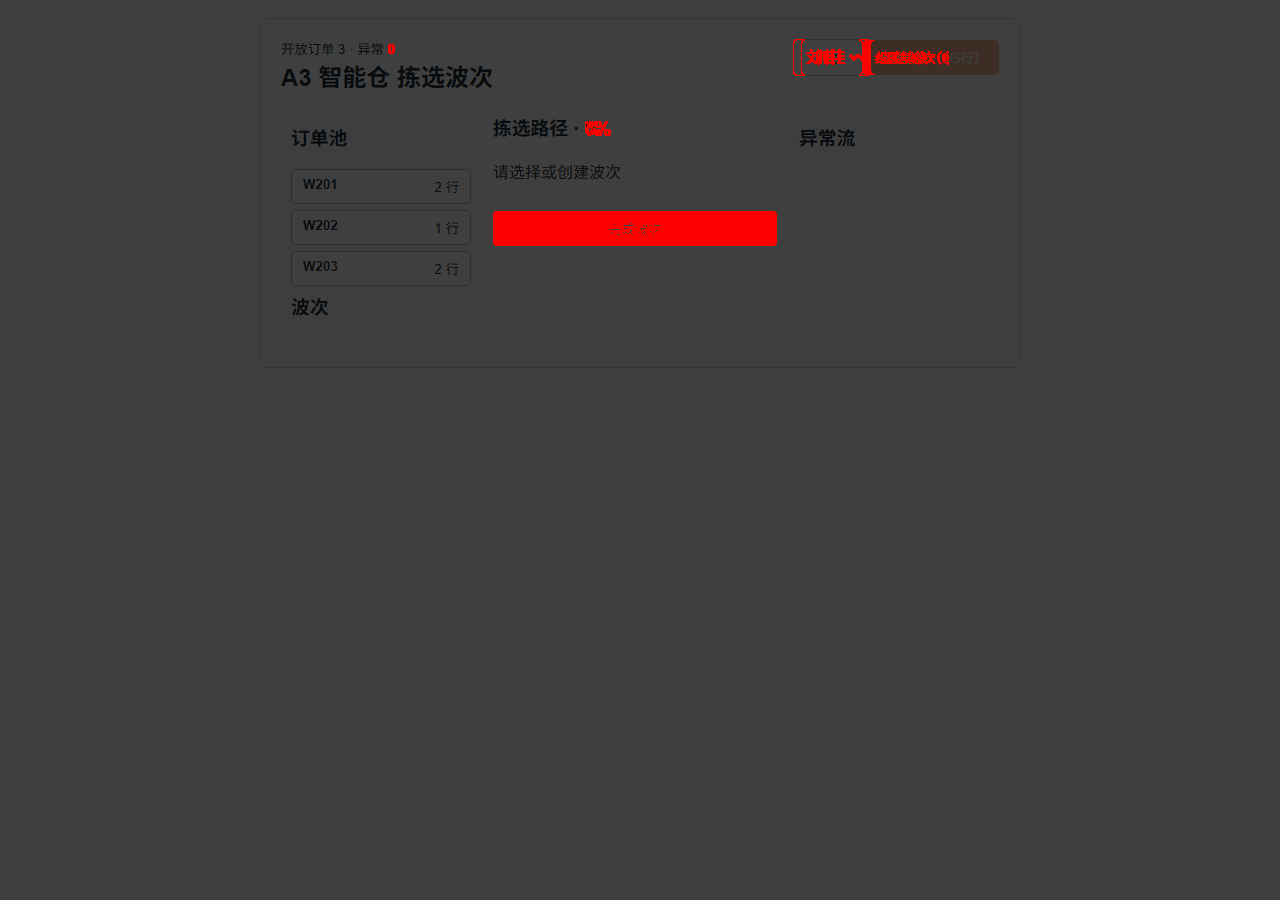 开放订单 3 · 异常
A3 智能仓 拣选波次
5行)
订单池
W201
2 行
W202
1 行
W203
2 行
波次
拣选路径 ·
请选择或创建波次
异常流